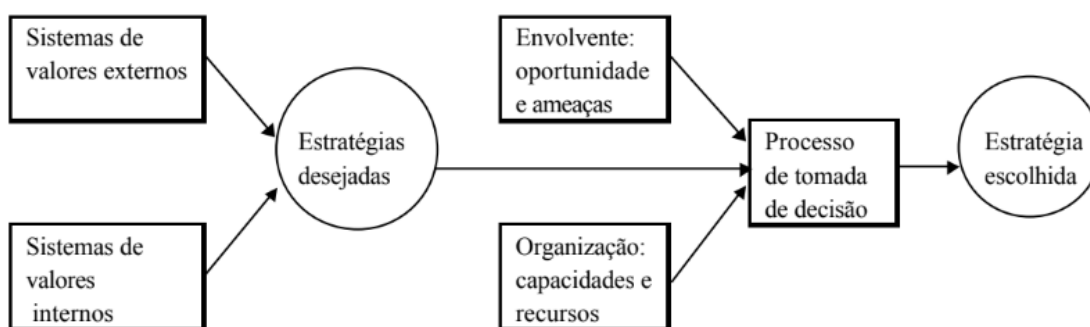 Sistemas de
valores externos
Sistemas de
valores
internos
Estratégias
desejadas
Envolvente:
oportunidade
e ameaças
Organização:
capacidades e
recursos
Processo
de tomada
de decisão
Estratégia
escolhida